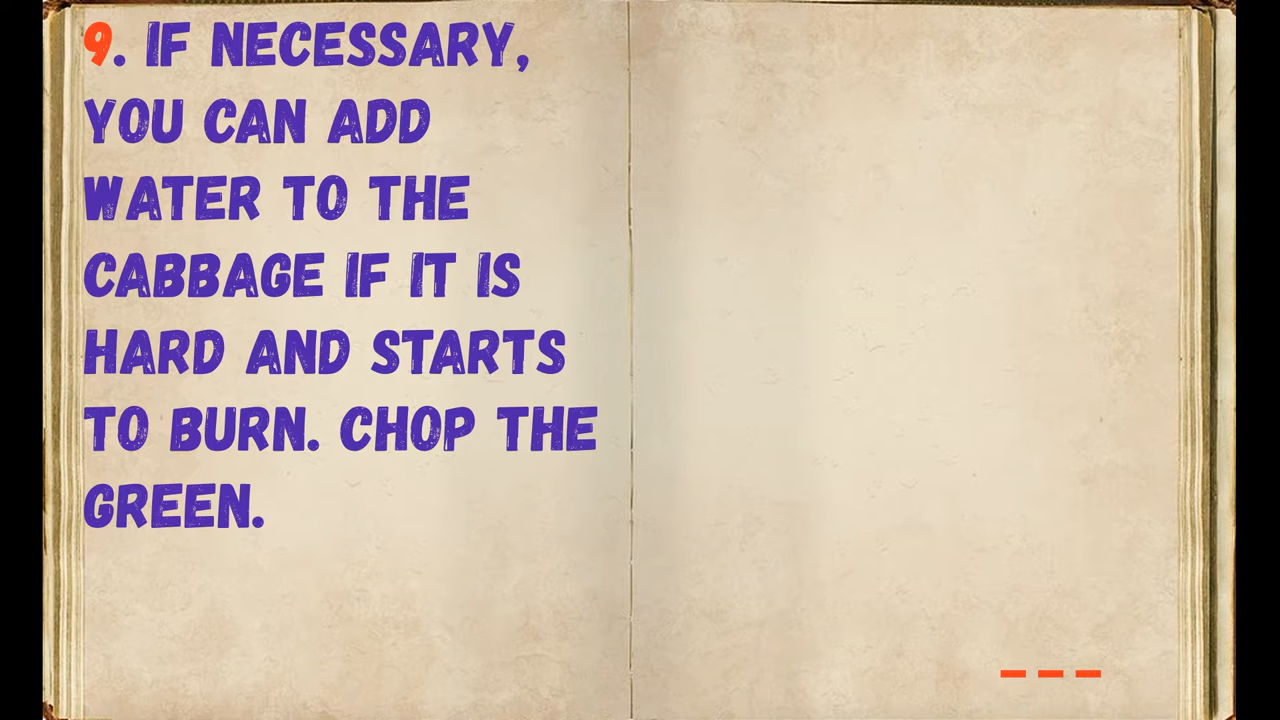 9. IF NECESSARY,
YOU CAN ADD
WATER TO THE
CABBAGE IF IT IS
HARD AND STARTS
TO BURN. CHOP THE
GREEN.
---